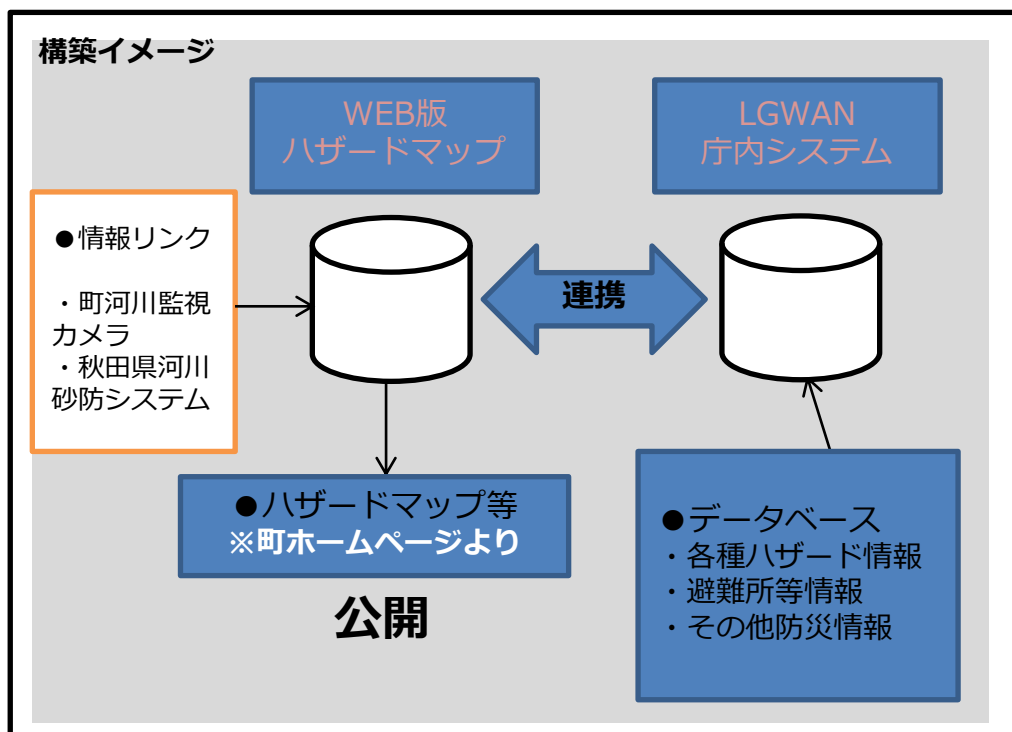 構築イメージ
WEB版
ハザードマップ
LGWAN
庁内システム
●情報リンク
・町河川監視
カメラ
・秋田県河川
砂防システム
連携
●ハザードマップ等
※町ホームページより
公開
●データベース
・各種ハザード情報
・避難所等情報
・その他防災情報